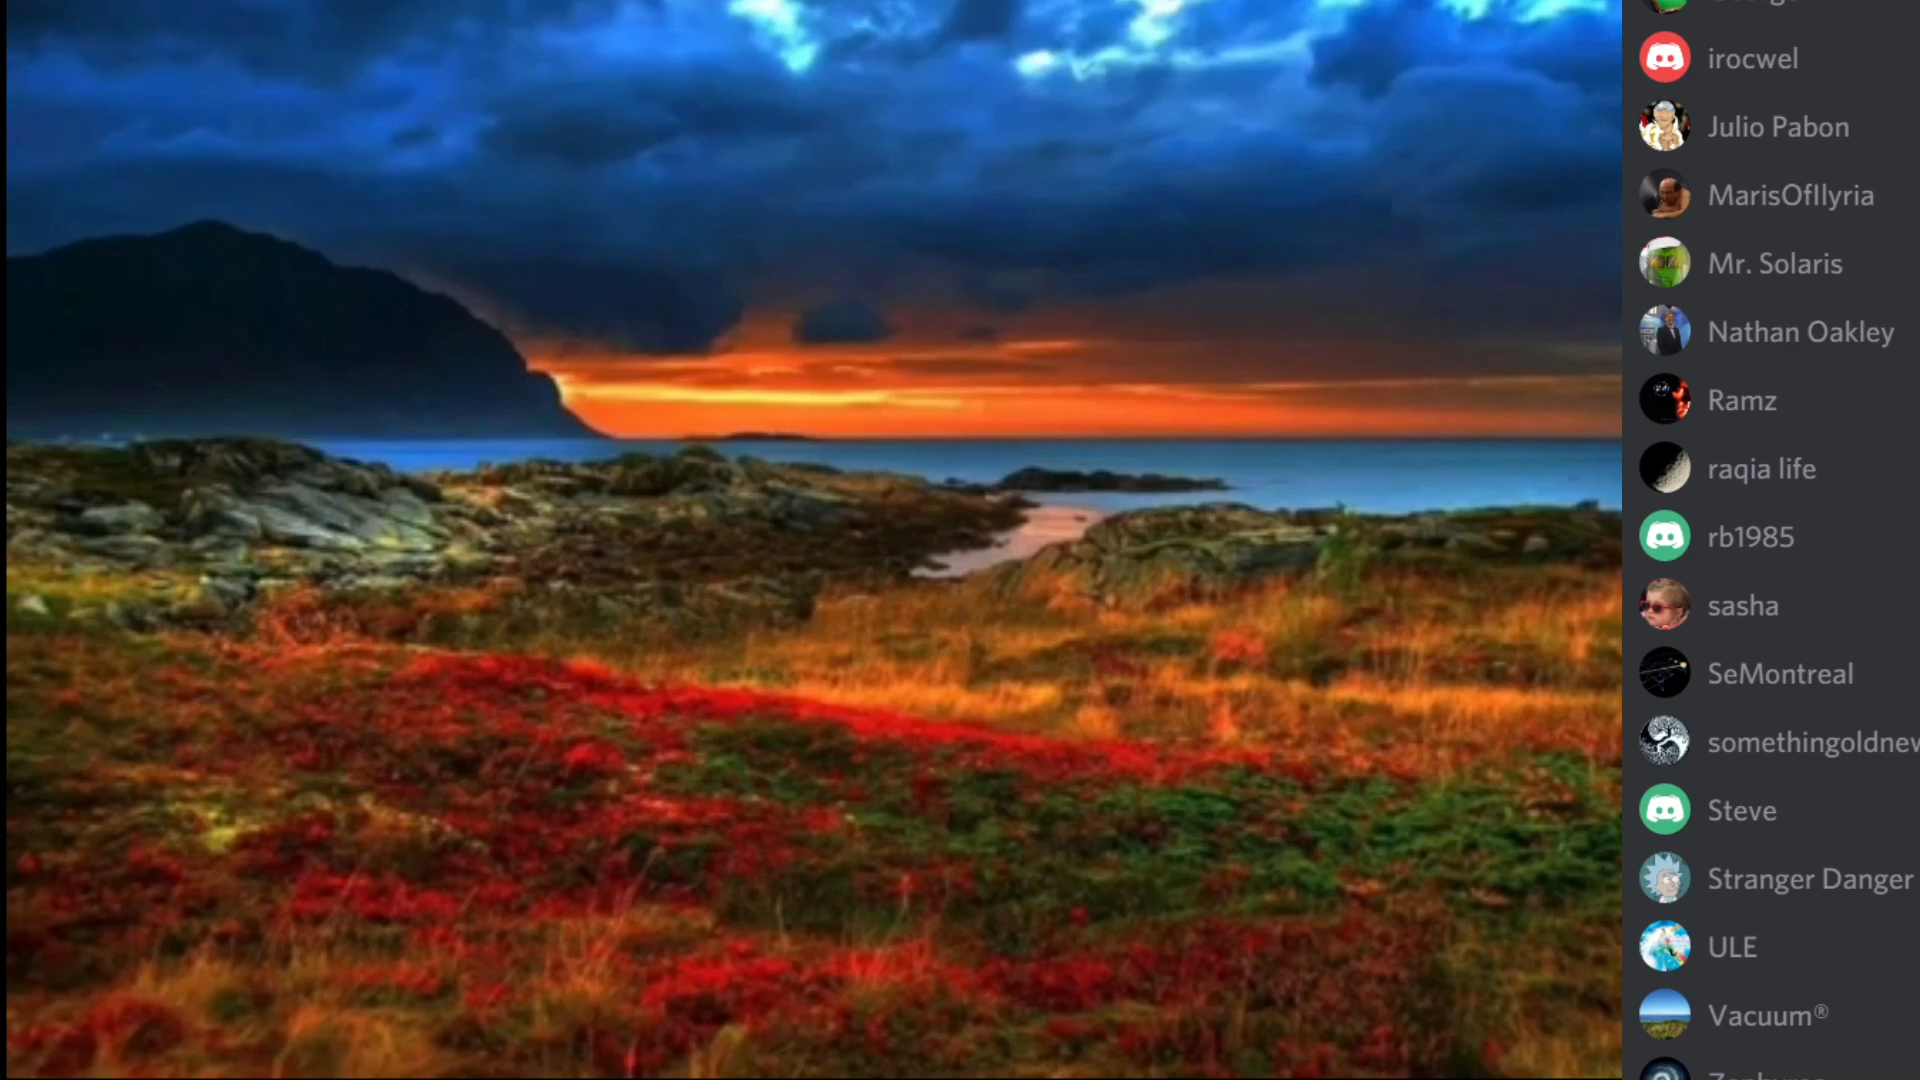 irocwel
Julio Pabon
MarisOfIlyria
Mr. Solaris
Nathan Oakley
Ramz
raqia life
rb1985
sasha
SeMontreal
somethingoldnew
Steve
Stranger Danger
ULE
Vacuum®